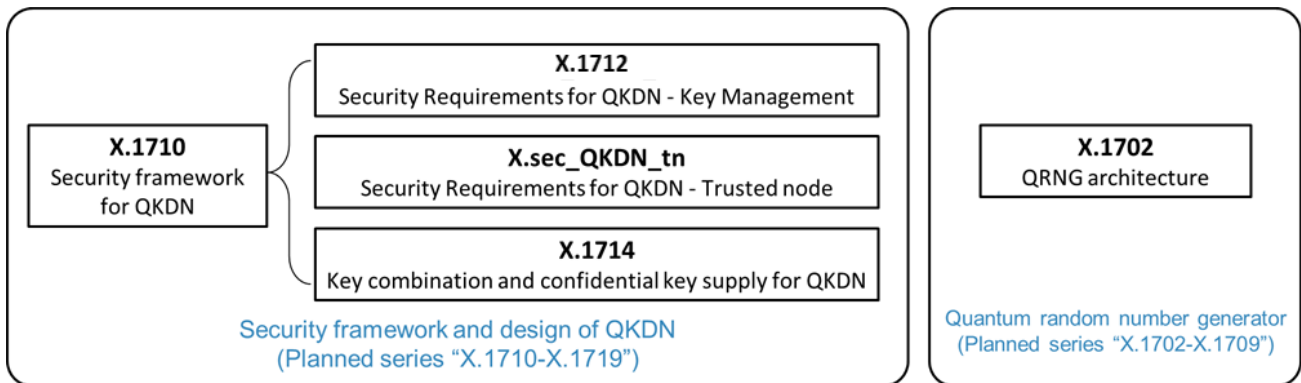 X.1710
Security framework
for QKDN
X.1712
Security Requirements for QKDN - Key Management
X.sec_QKDN_tn
Security Requirements for QKDN - Trusted node
X.1714
Key combination and confidential key supply for QKDN
Security framework and design of QKDN
(Planned series “X.1710-X.1719”)
X.1702
QRNG architecture
Quantum random number generator
(Planned series “X.1702-X.1709”)